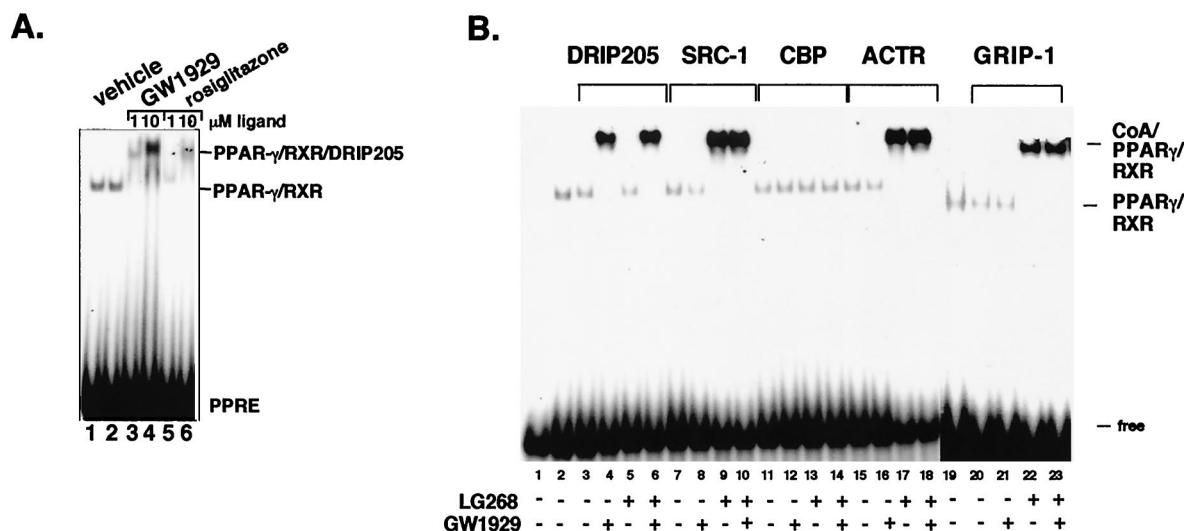 A.
vehicle
GW1929
rosiglitazone
1 10 1 10 μM ligand
PPAR-γ/RXR/DRIP205
PPAR-γ/RXR
PPRE
1 2 3 4 5 6
B.
DRIP205 SRC-1 CBP ACTR GRIP-1
CoA/
PPARγ/
RXR
PPARγ/
RXR
free
1 2 3 4 5 6 7 8 9 10 11 12 13 14 15 16 17 18 19 20 21 22 23
LG268 - - - - + + - - + + - - + + - - + + - - - + +
GW1929 - - - + - + - + - + - + - + - + - + - - + - +